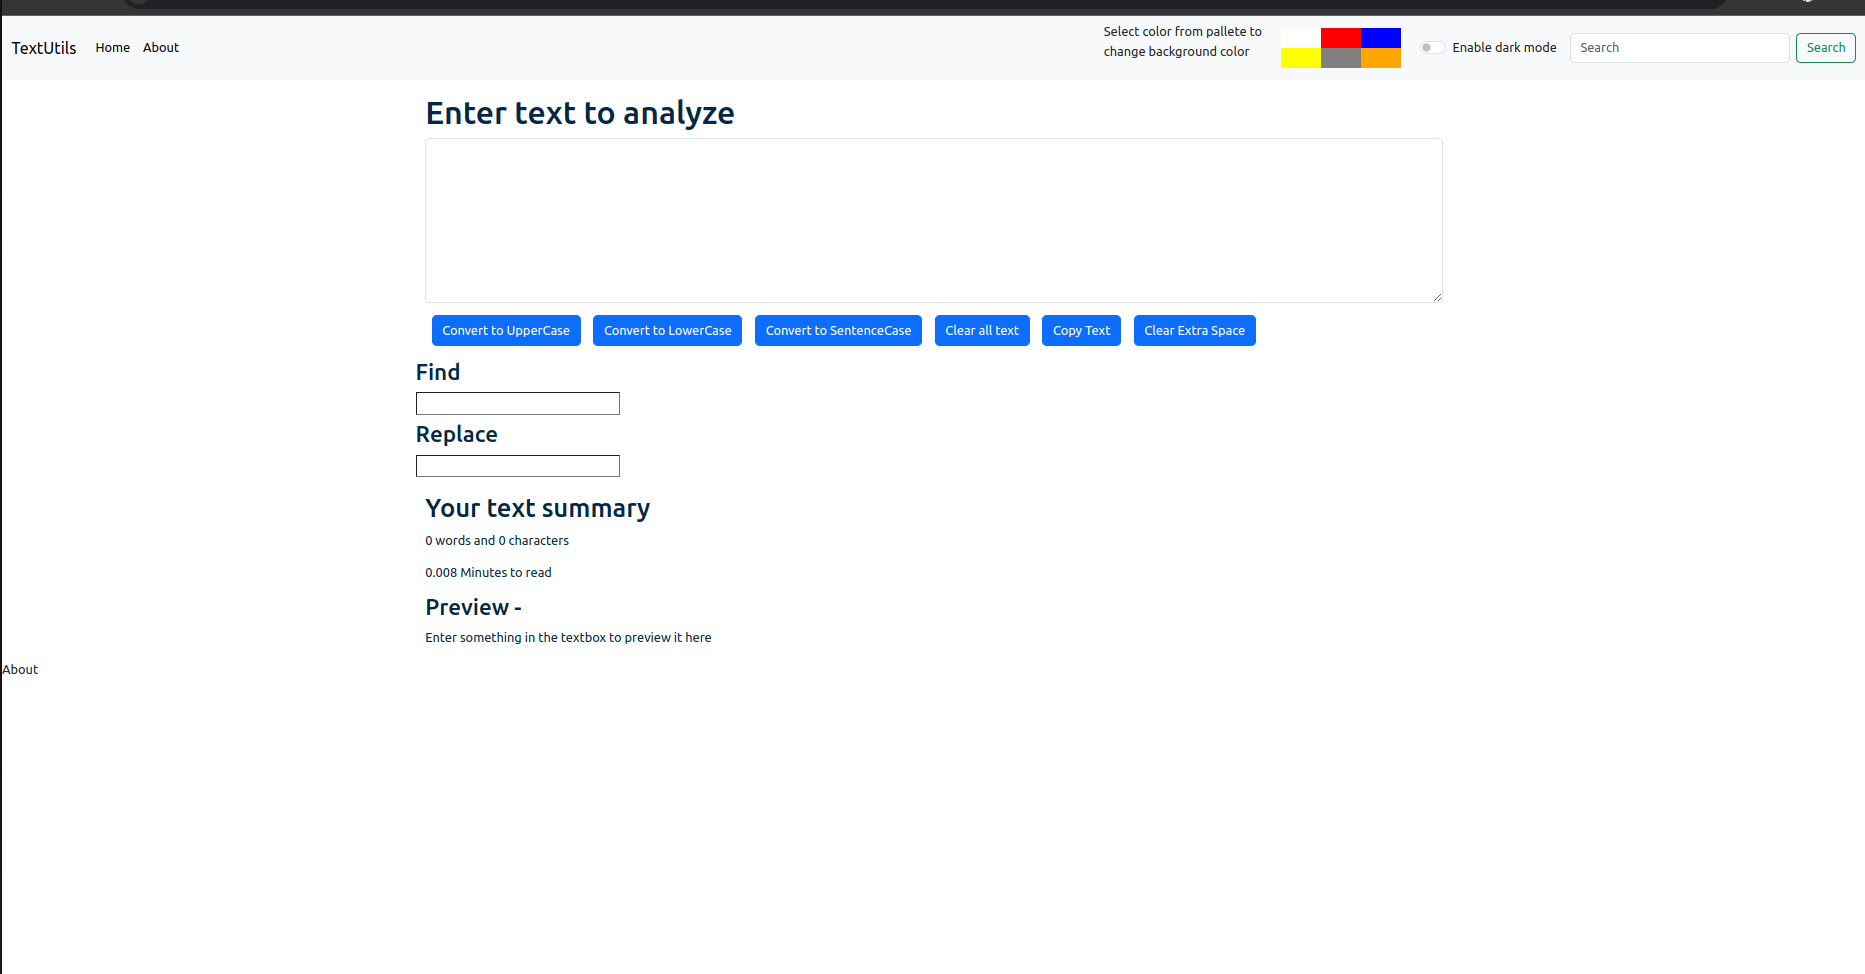 TextUtils Home About Select color from pallete to
change background color Enable dark mode Search Search
Enter text to analyze
Convert to UpperCase Convert to LowerCase Convert to SentenceCase Clear all text Copy Text Clear Extra Space
Find
Replace
Your text summary
0 words and 0 characters
0.008 Minutes to read
Preview -
Enter something in the textbox to preview it here
About